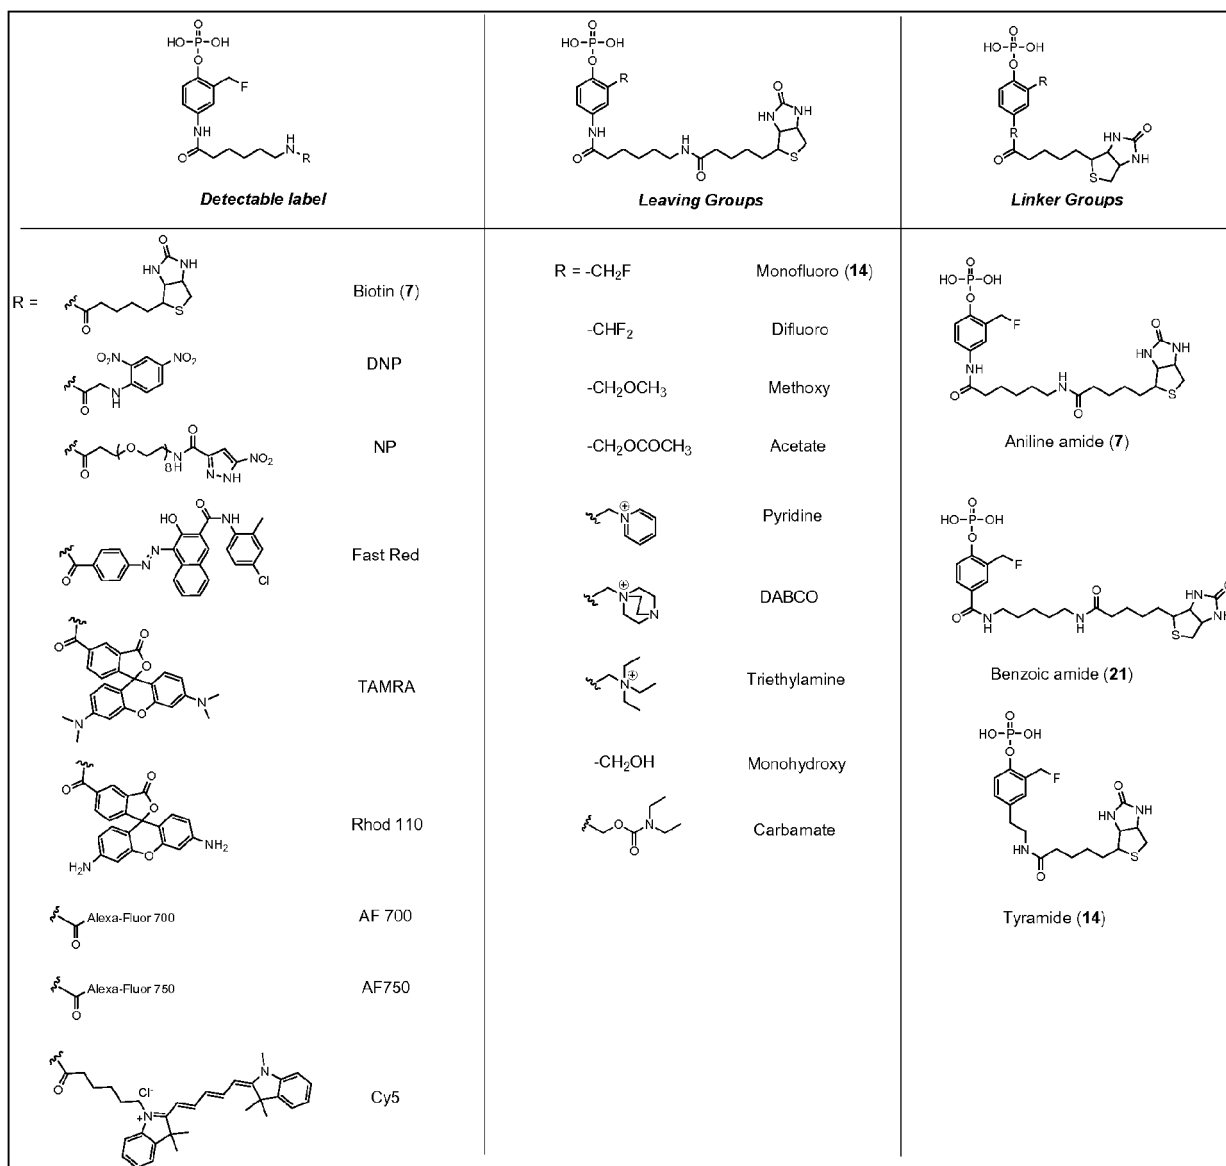 Detectable label
Leaving Groups
Linker Groups
R =
Biotin (7)
DNP
NP
Fast Red
TAMRA
Rhod 110
Alexa-Fluor 700
AF 700
Alexa-Fluor 750
AF750
Cy5
R = -CH₂F
Monofluoro (14)
-CHF₂
Difluoro
-CH₂OCH₃
Methoxy
-CH₂OCOCH₃
Acetate
Pyridine
DABCO
Triethylamine
-CH₂OH
Monohydroxy
Carbamate
Aniline amide (7)
Benzoic amide (21)
Tyramide (14)